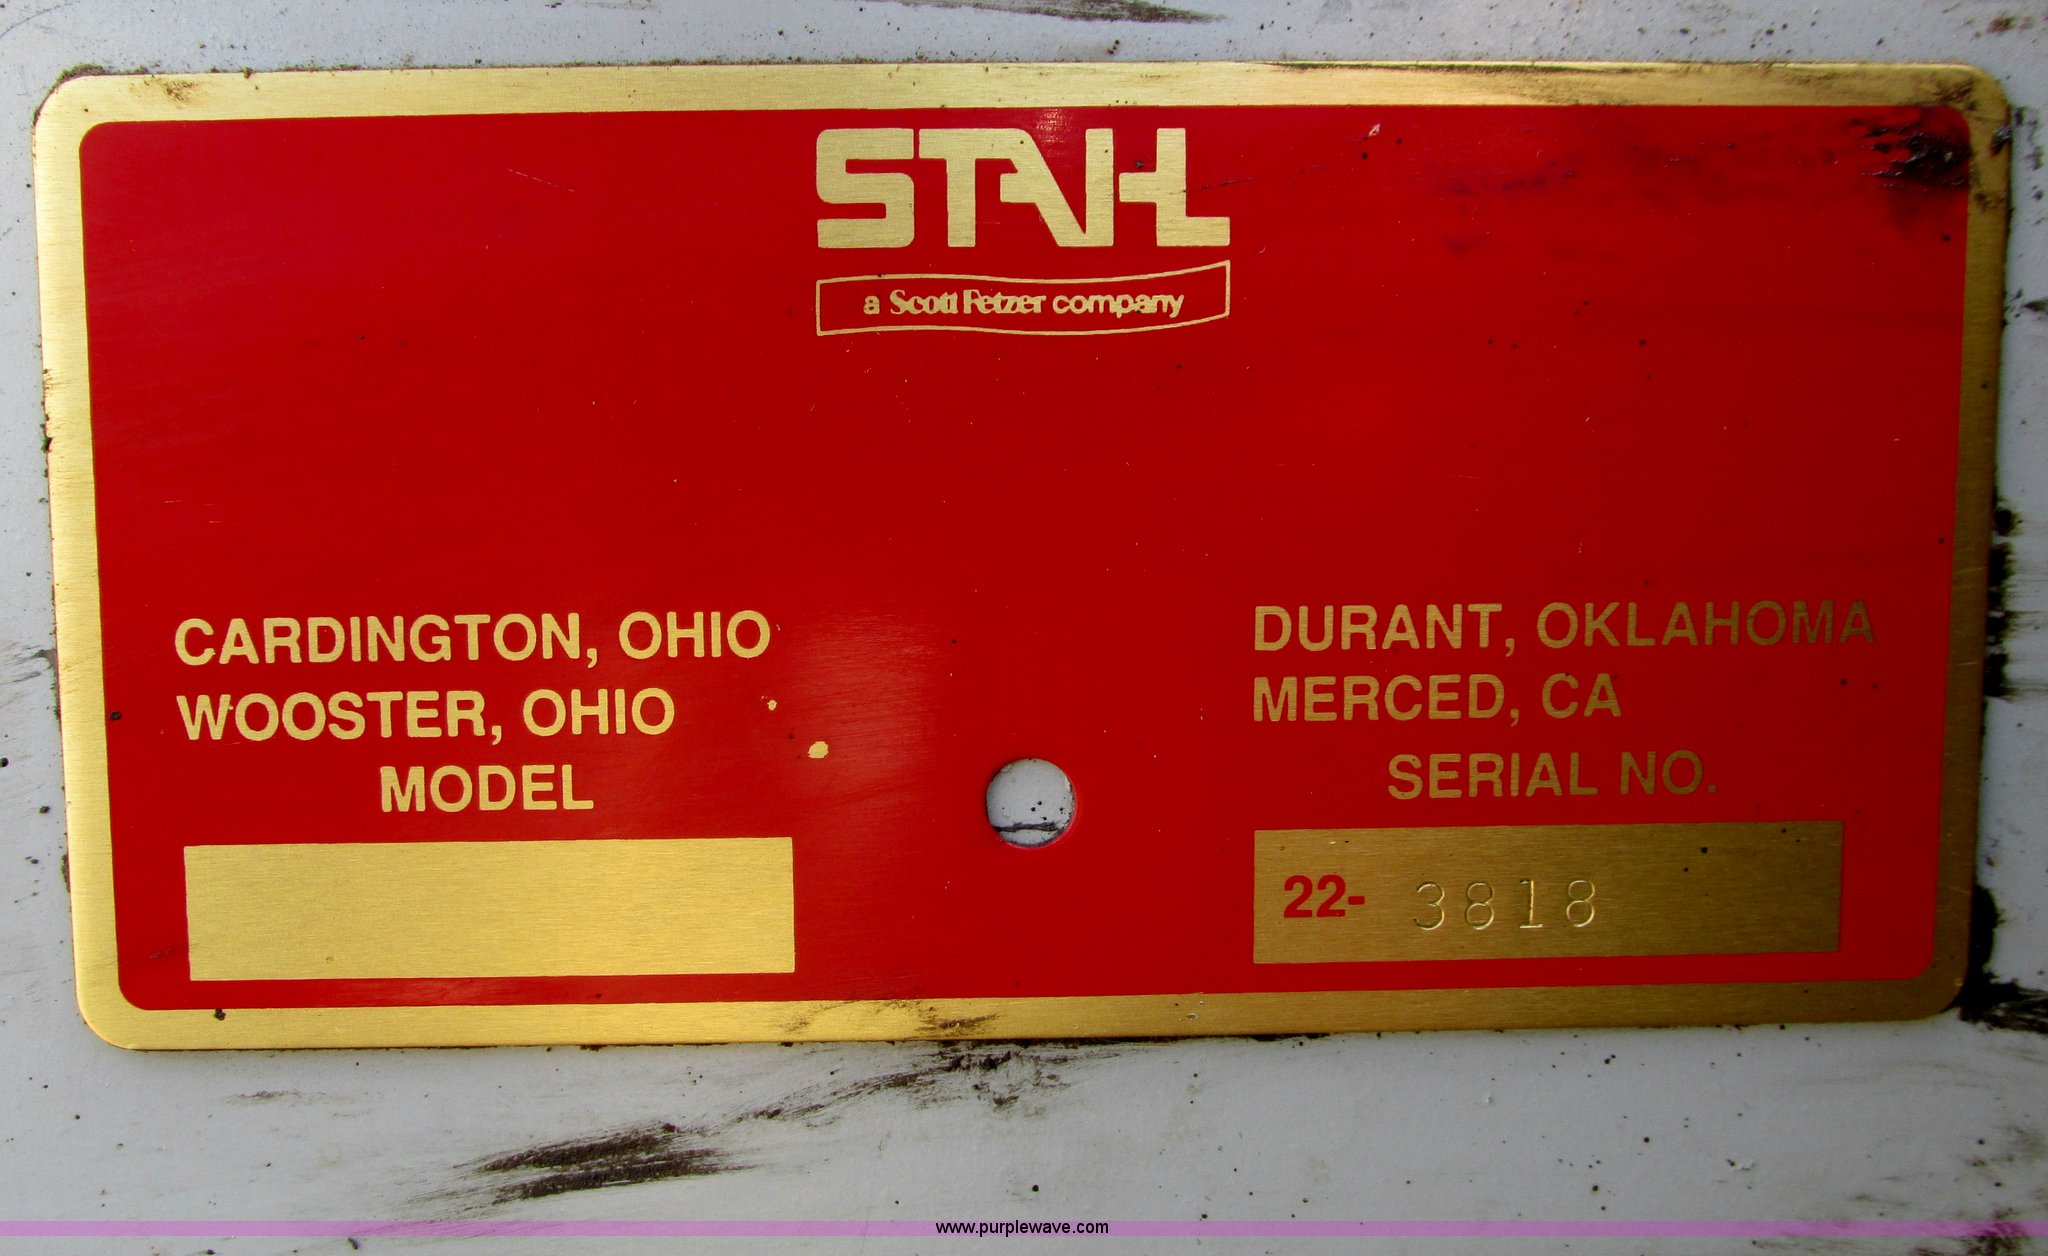 STAHL
a Scott Fetzer company
CARDINGTON, OHIO
WOOSTER, OHIO
MODEL
DURANT, OKLAHOMA
MERCED, CA
SERIAL NO.
22- 3818
www.purplewave.com